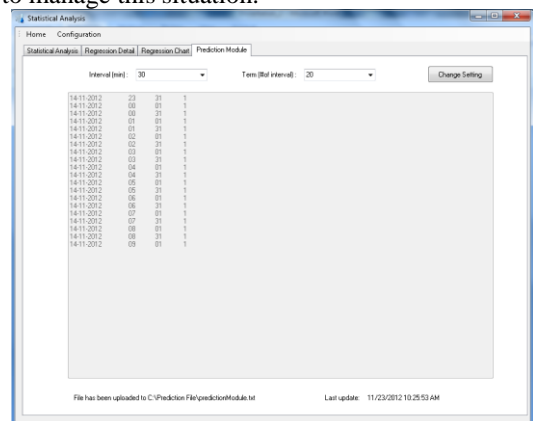 to manage this situation.
Statistical Analysis
Home Configuration
Statistical Analysis Regression Detail Regression Chart Prediction Module
Interval (min) : 30 Term (#of interval) : 20 Change Setting
14-11-2012 23 31 1
14-11-2012 00 01 1
14-11-2012 00 31 1
14-11-2012 01 01 1
14-11-2012 01 31 1
14-11-2012 02 01 1
14-11-2012 02 31 1
14-11-2012 03 01 1
14-11-2012 03 31 1
14-11-2012 04 01 1
14-11-2012 04 31 1
14-11-2012 05 01 1
14-11-2012 05 31 1
14-11-2012 06 01 1
14-11-2012 06 31 1
14-11-2012 07 01 1
14-11-2012 07 31 1
14-11-2012 08 01 1
14-11-2012 08 31 1
14-11-2012 09 01 1
File has been uploaded to C:\Prediction File\predictionModule.txt Last update: 11/23/2012 10:25:53 AM